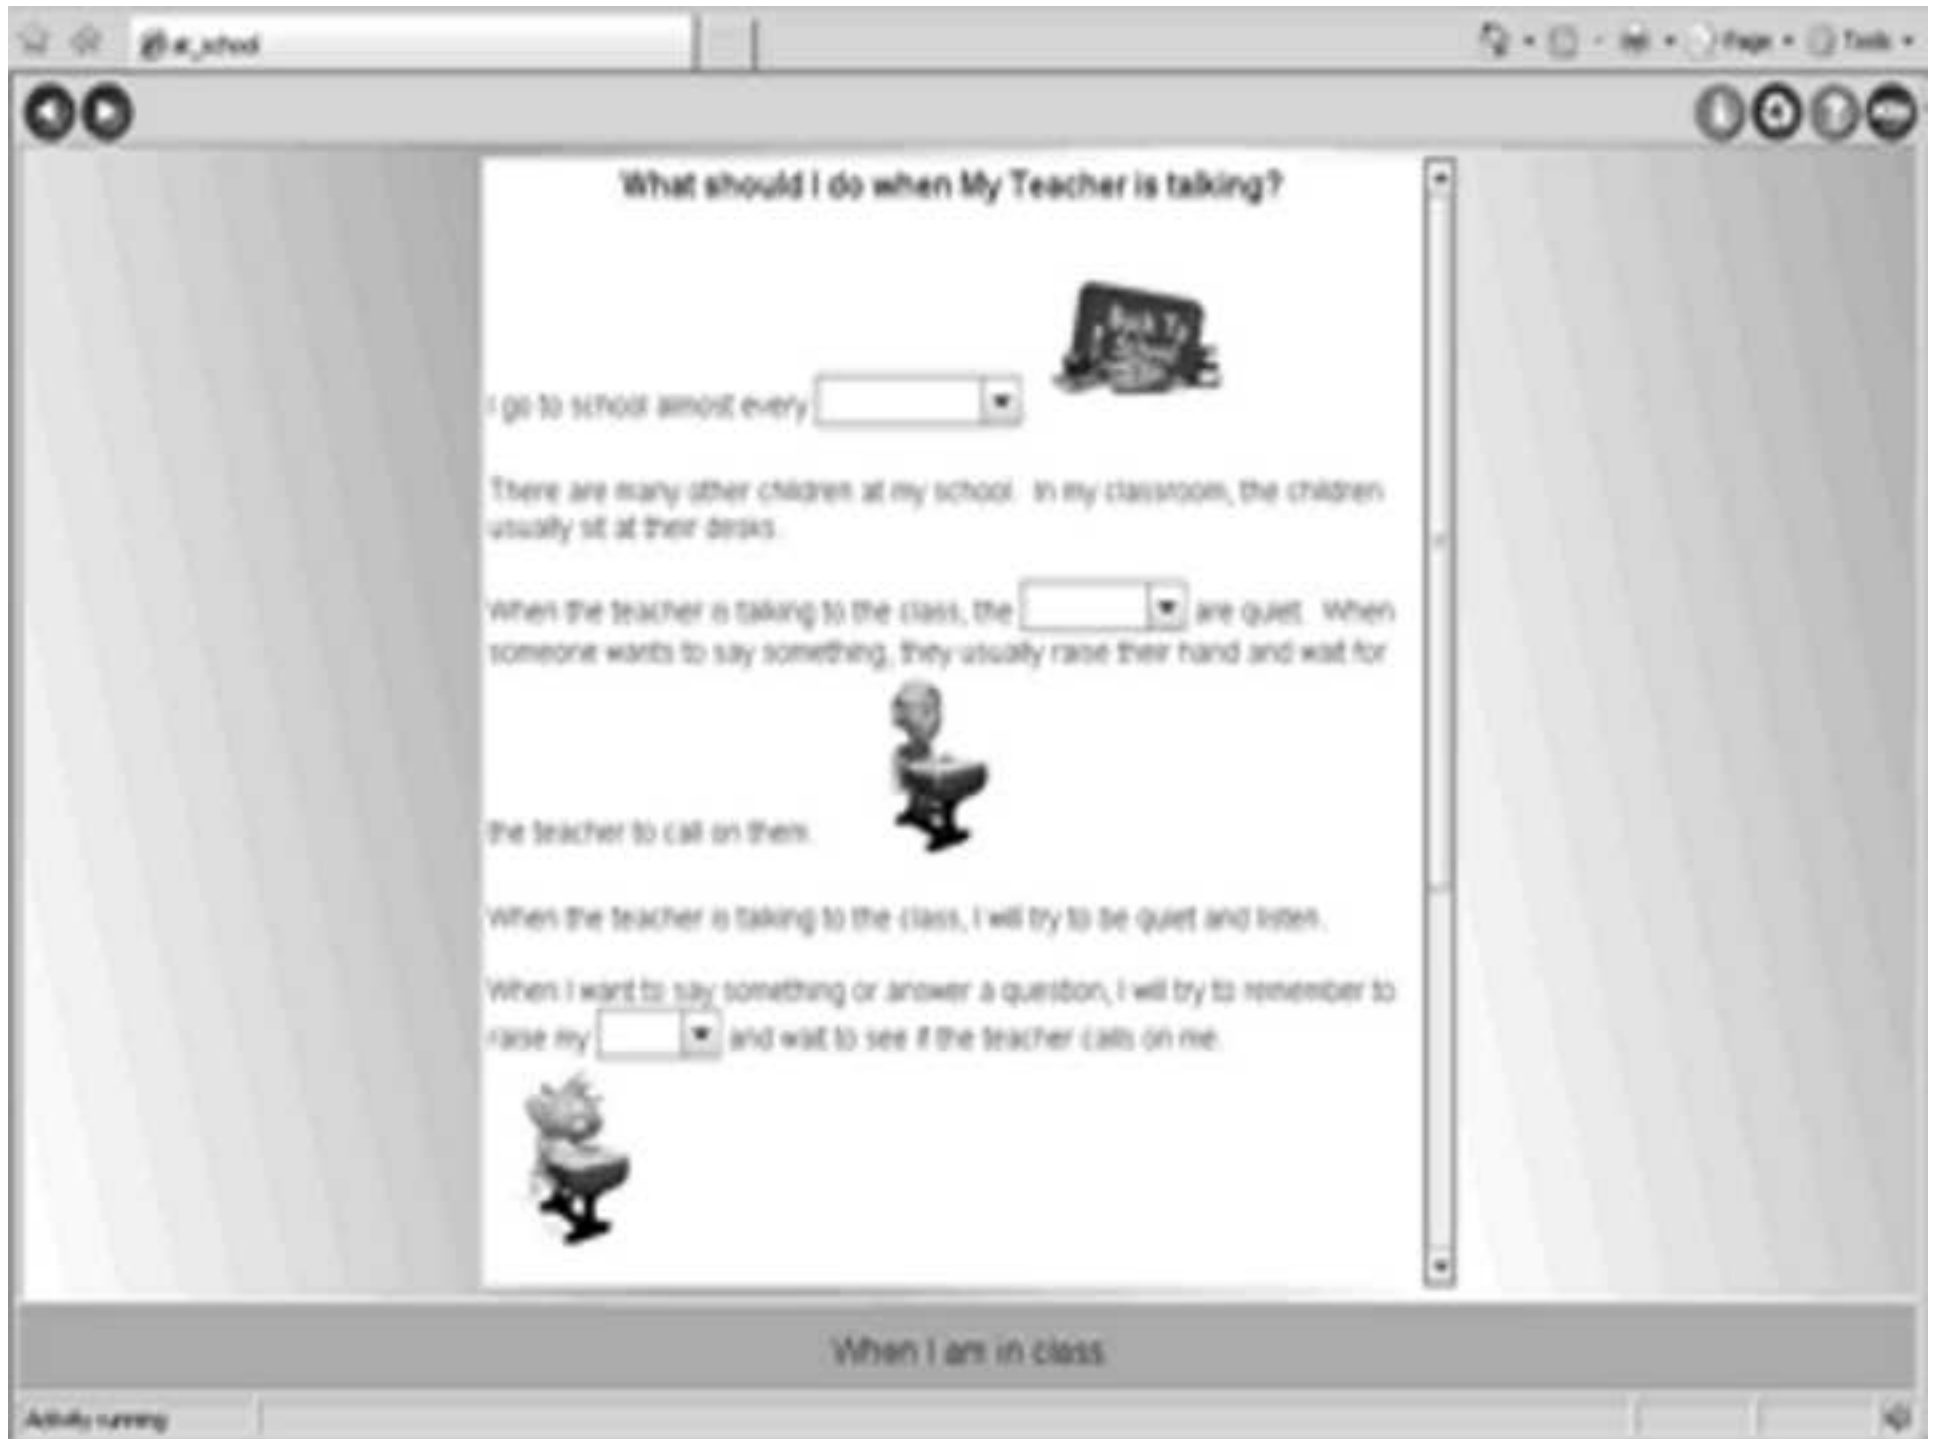 at_school
Page
Tools
What should I do when My Teacher is talking?
Back To
School
I go to school almost every
There are many other children at my school. In my classroom, the children
usually sit at their desks.
When the teacher is talking to the class, the are quiet. When
someone wants to say something, they usually raise their hand and wait for
the teacher to call on them.
When the teacher is talking to the class, I will try to be quiet and listen.
When I want to say something or answer a question, I will try to remember to
raise my and wait to see if the teacher calls on me.
When I am in class
Activity running